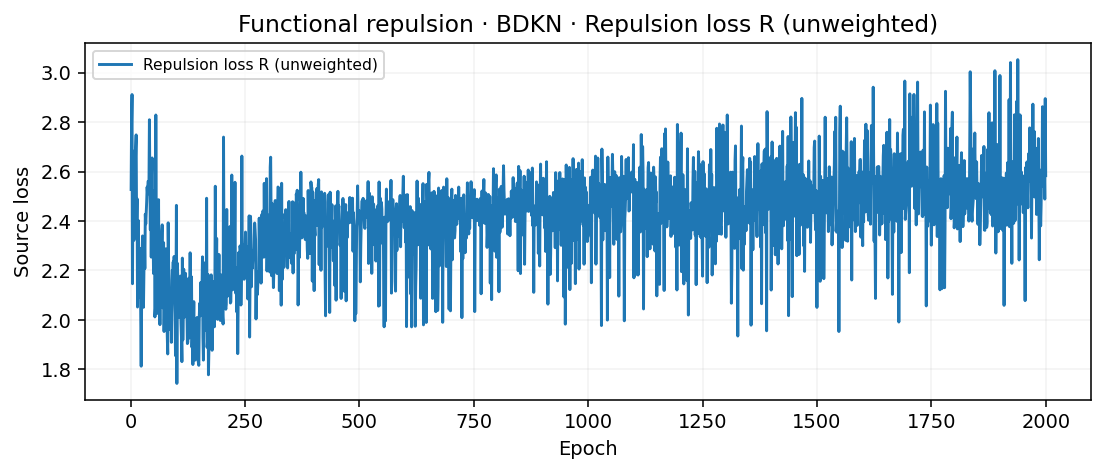 Functional repulsion · BDKN · Repulsion loss R (unweighted)
Repulsion loss R (unweighted)
3.0
2.8
2.6
2.4
2.2
2.0
1.8
Source loss
0 250 500 750 1000 1250 1500 1750 2000
Epoch